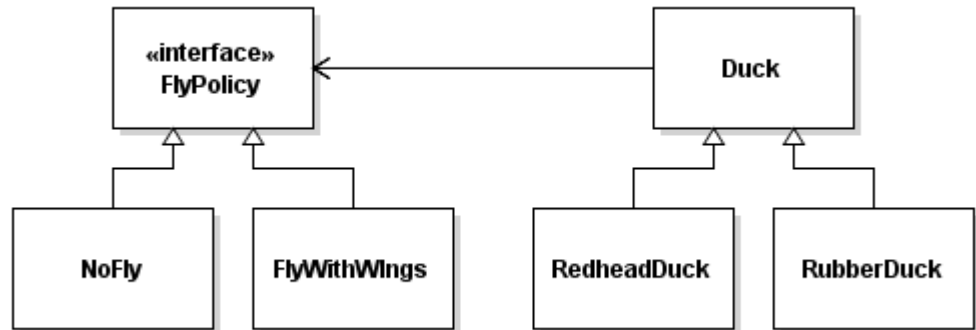 «interface»
FlyPolicy
Duck
NoFly
FlyWithWIngs
RedheadDuck
RubberDuck